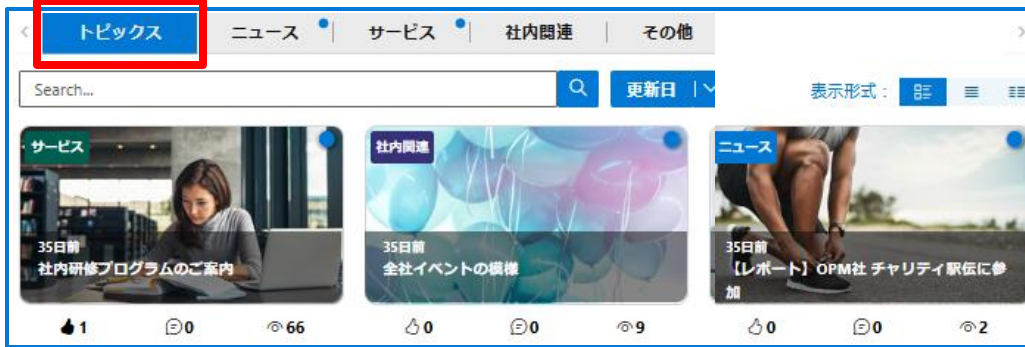 トピックス ニュース サービス 社内関連 その他
Search... 更新日 表示形式：
サービス 社内関連 ニュース
35日前 35日前 35日前
社内研修プログラムのご案内 全社イベントの模様 【レポート】OPM社 チャリティ駅伝に参
加
1 0 66 0 0 9 0 0 2